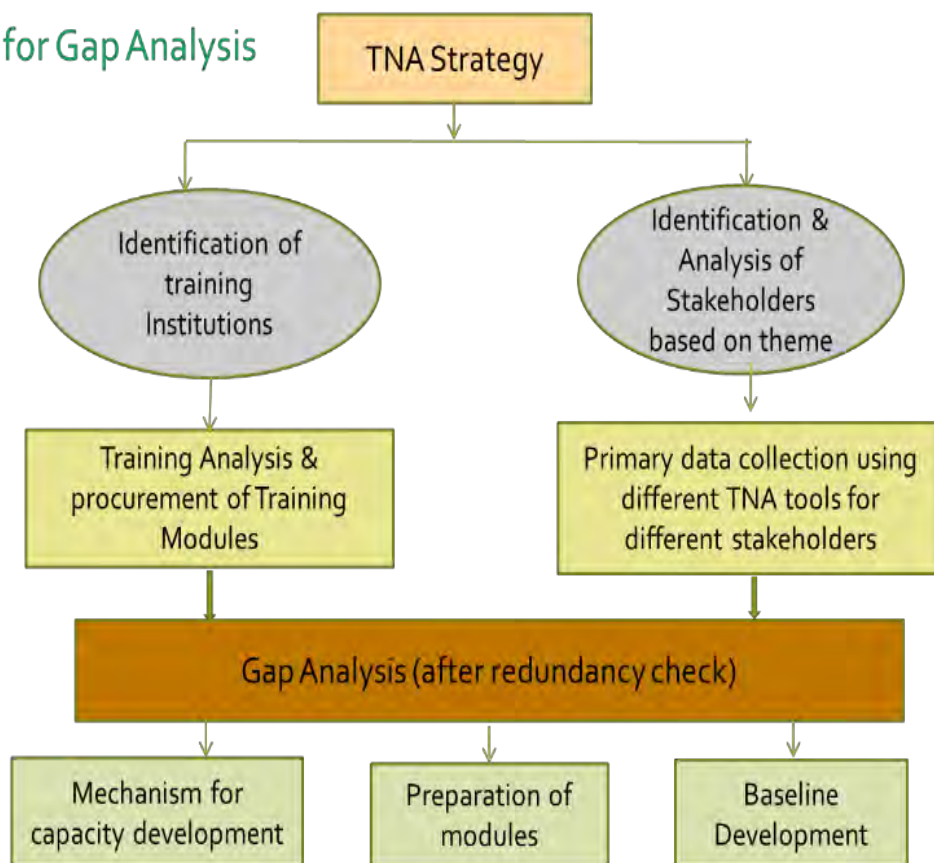 for Gap Analysis
TNA Strategy
Identification of
training
Institutions
Identification &
Analysis of
Stakeholders
based on theme
Training Analysis &
procurement of Training
Modules
Primary data collection using
different TNA tools for
different stakeholders
Gap Analysis (after redundancy check)
Mechanism for
capacity development
Preparation of
modules
Baseline
Development